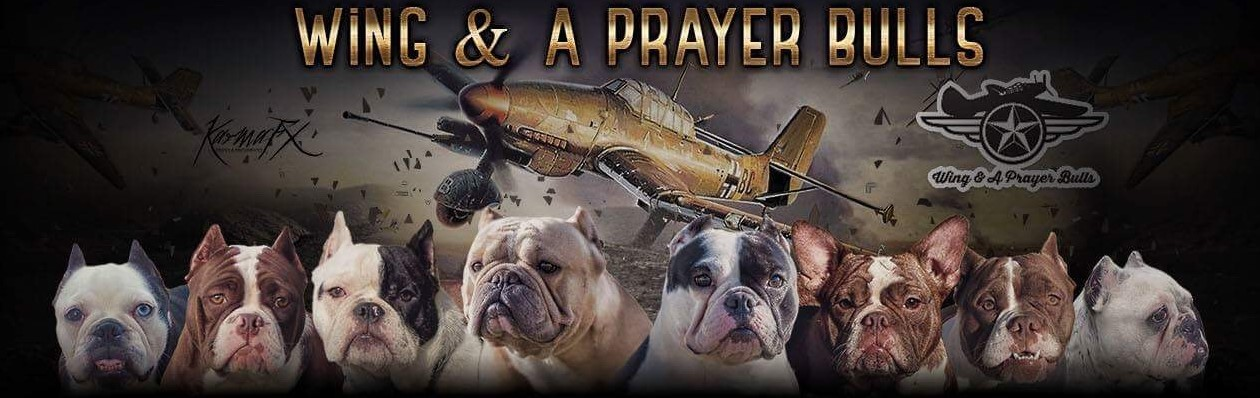 WiNG & A PRAYER BULLS
KarmaFX
Wing & A Prayer Bulls